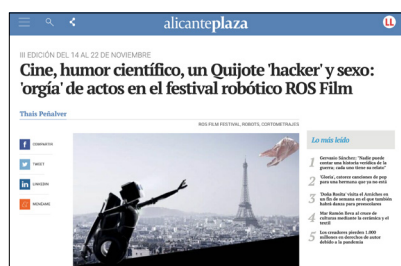 alicanteplaza
LL
III EDICIÓN DEL 14 AL 22 DE NOVIEMBRE
Cine, humor científico, un Quijote 'hacker' y sexo:
'orgía' de actos en el festival robótico ROS Film
Thais Peñalver
ROS FILM FESTIVAL, ROBOTS, CORTOMETRAJES
COMPARTIR
TWEET
LINKEDIN
MENÉAME
Lo más leído
1 Gervasio Sánchez: "Nadie puede
contar una historia verídica de la
guerra, cada uno tiene su relato"
2 'Gloria', catorce canciones de pop
para una hermana que ya no está
3 'Doña Rosita' visita el Arniches en
un fin de semana en el que también
habrá danza para preescolares
4 Mar Ramón lleva al cruce de
culturas mediante la cerámica y el
textil
5 Los creadores pierden 1.000
millones en derechos de autor
debido a la pandemia